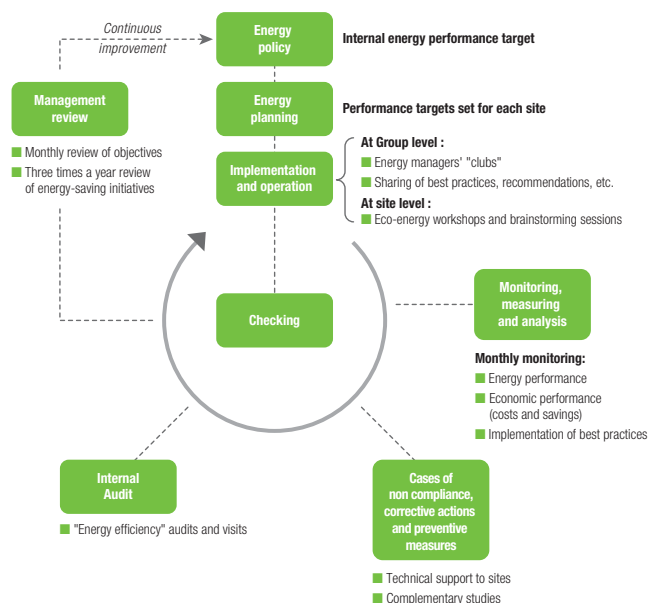 Continuous
improvement
Energy
policy
Internal energy performance target
Management
review
■ Monthly review of objectives
■ Three times a year review
of energy-saving initiatives
Energy
planning
Performance targets set for each site
Implementation
and operation
At Group level :
■ Energy managers' "clubs"
■ Sharing of best practices, recommendations, etc.
At site level :
■ Eco-energy workshops and brainstorming sessions
Checking
Monitoring,
measuring
and analysis
Monthly monitoring:
■ Energy performance
■ Economic performance
(costs and savings)
■ Implementation of best practices
Internal
Audit
■ "Energy efficiency" audits and visits
Cases of
non compliance,
corrective actions
and preventive
measures
■ Technical support to sites
■ Complementary studies